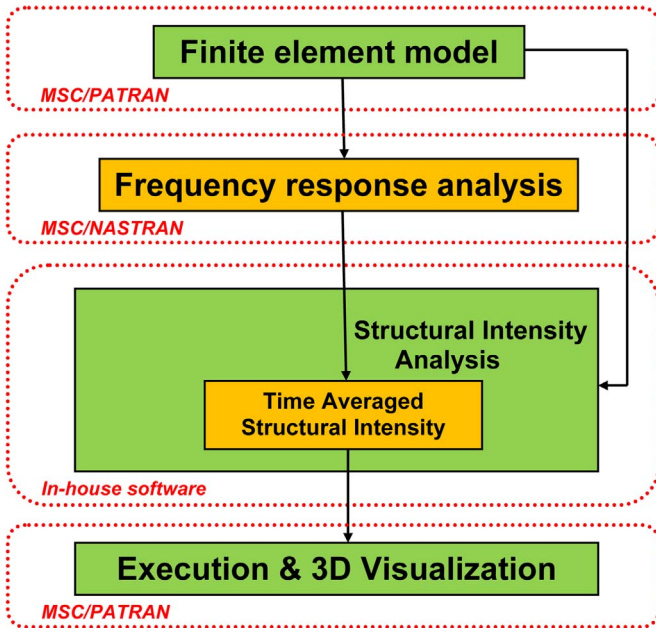 Finite element model
MSC/PATRAN
Frequency response analysis
MSC/NASTRAN
Structural Intensity
Analysis
Time Averaged
Structural Intensity
In-house software
Execution & 3D Visualization
MSC/PATRAN